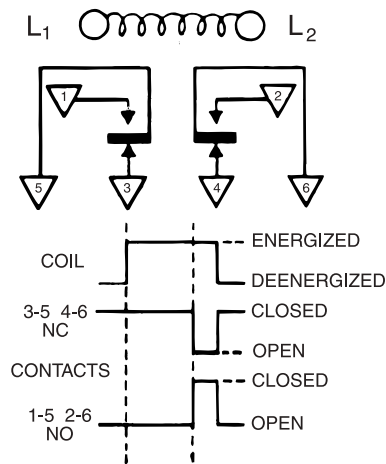 L1 L2
1 2
5 3 4 6
ENERGIZED
COIL
DEENERGIZED
3-5 4-6 CLOSED
NC
OPEN
CONTACTS
CLOSED
1-5 2-6 OPEN
NO